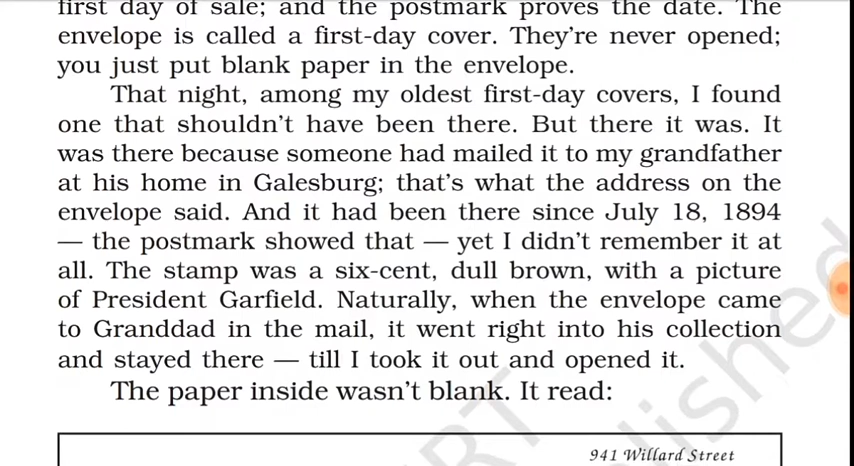 first day of sale; and the postmark proves the date. The
envelope is called a first-day cover. They’re never opened;
you just put blank paper in the envelope.
That night, among my oldest first-day covers, I found
one that shouldn’t have been there. But there it was. It
was there because someone had mailed it to my grandfather
at his home in Galesburg; that’s what the address on the
envelope said. And it had been there since July 18, 1894
— the postmark showed that — yet I didn’t remember it at
all. The stamp was a six-cent, dull brown, with a picture
of President Garfield. Naturally, when the envelope came
to Granddad in the mail, it went right into his collection
and stayed there — till I took it out and opened it.
The paper inside wasn’t blank. It read:
941 Willard Street